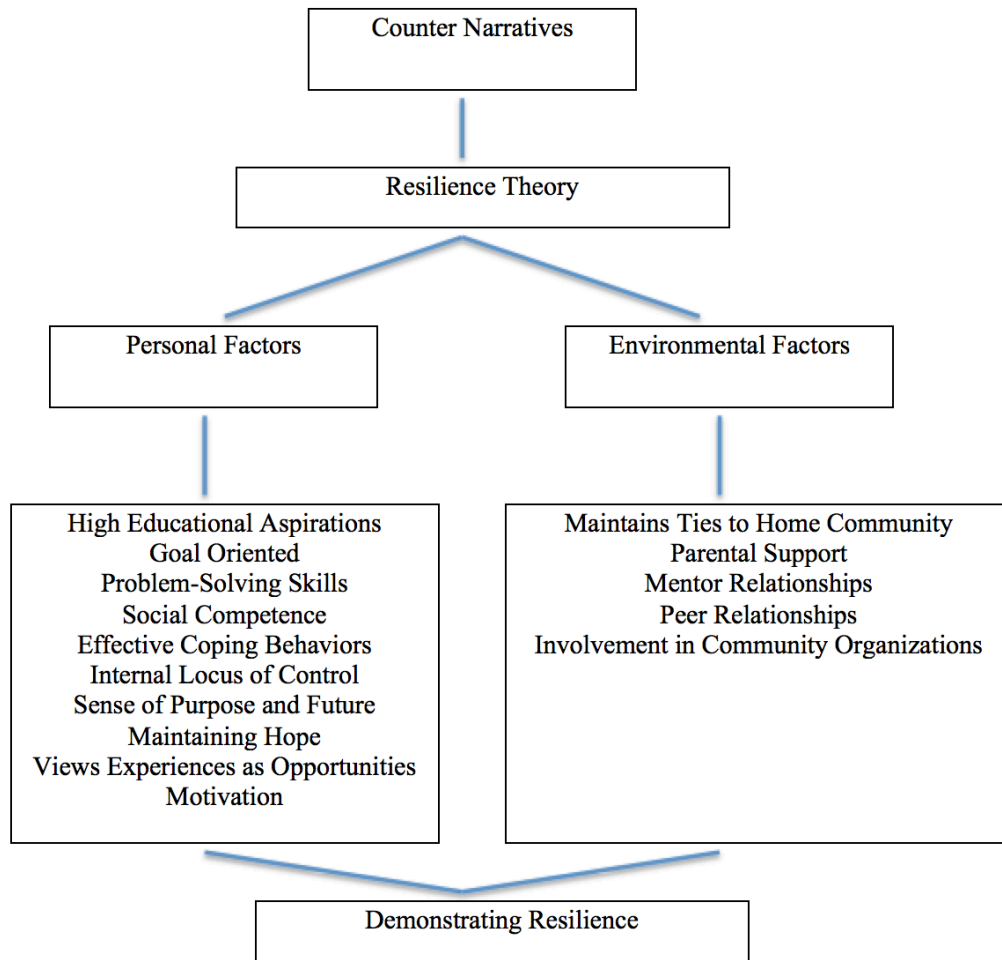 Counter Narratives
Resilience Theory
Personal Factors
Environmental Factors
High Educational Aspirations
Goal Oriented
Problem-Solving Skills
Social Competence
Effective Coping Behaviors
Internal Locus of Control
Sense of Purpose and Future
Maintaining Hope
Views Experiences as Opportunities
Motivation
Maintains Ties to Home Community
Parental Support
Mentor Relationships
Peer Relationships
Involvement in Community Organizations
Demonstrating Resilience